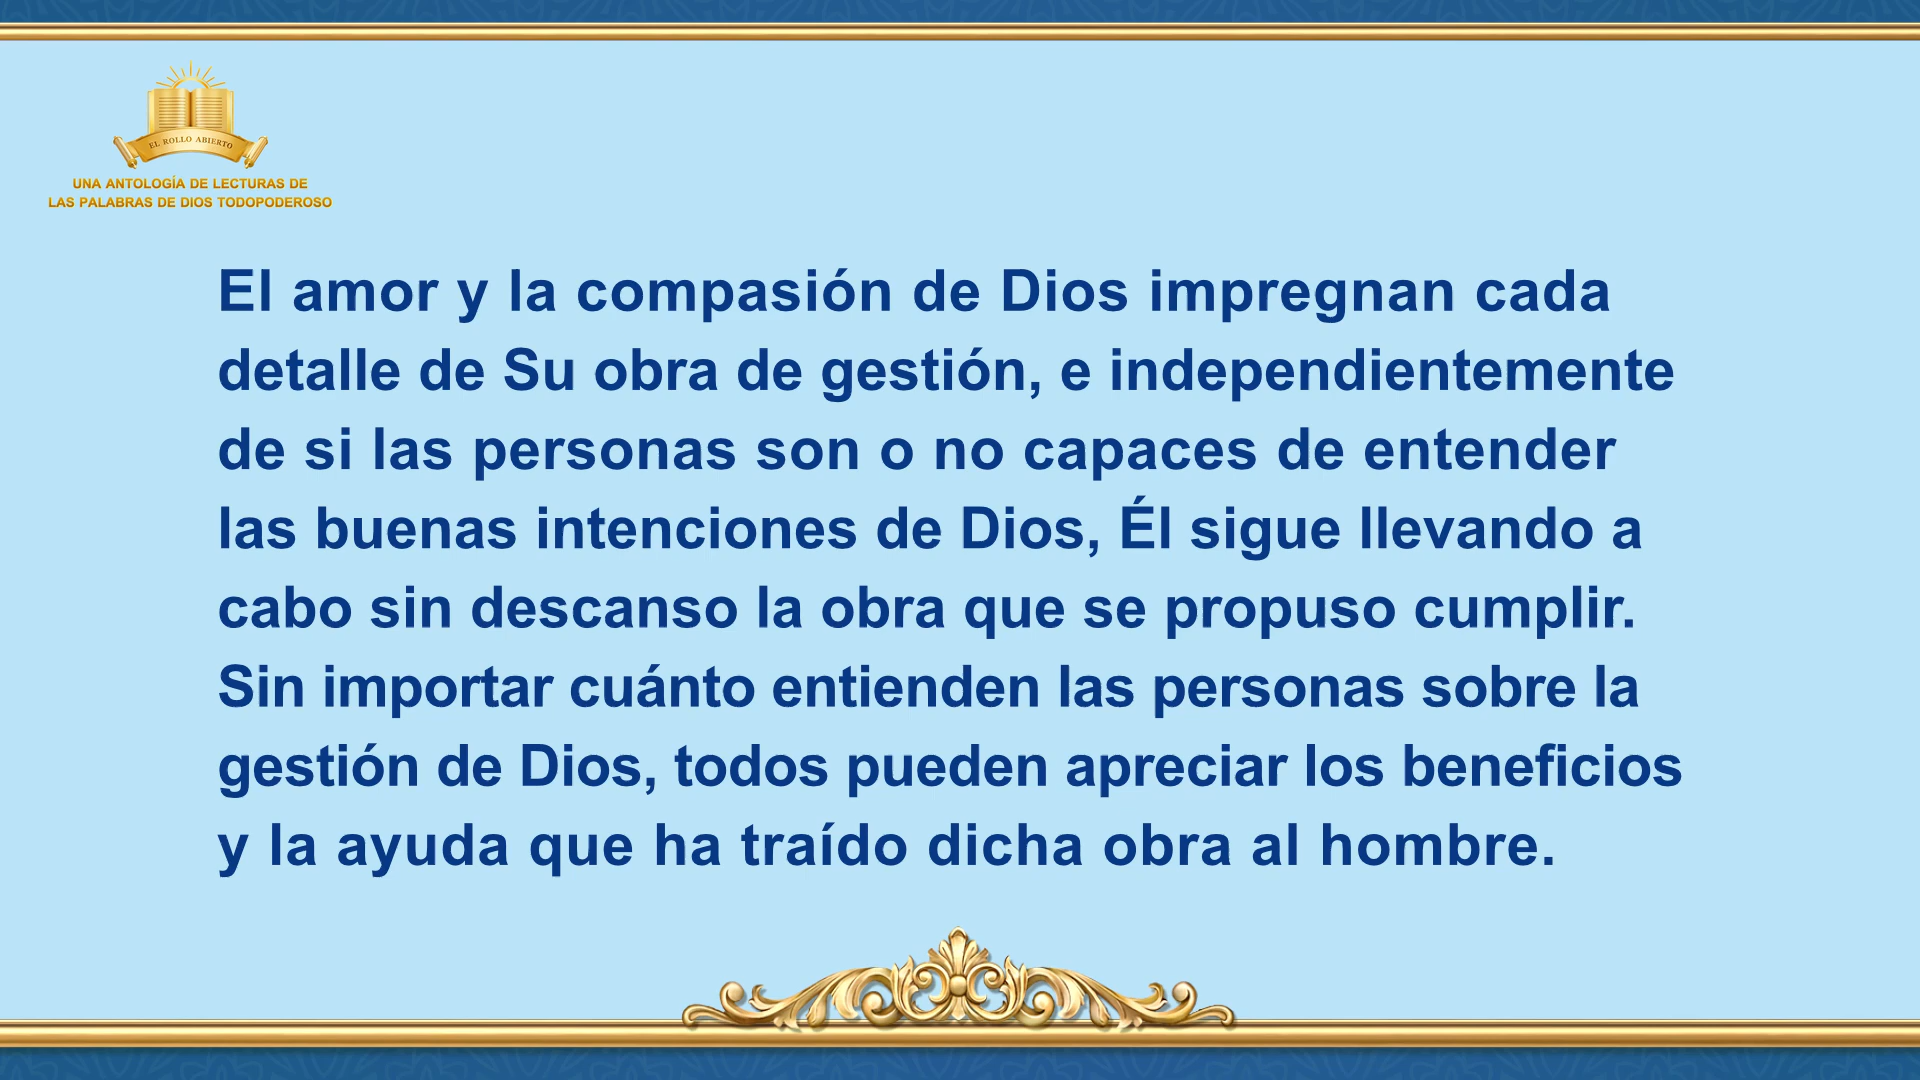 EL ROLLO ABIERTO
UNA ANTOLOGÍA DE LECTURAS DE
LAS PALABRAS DE DIOS TODOPODEROSO
El amor y la compasión de Dios impregnan cada
detalle de Su obra de gestión, e independientemente
de si las personas son o no capaces de entender
las buenas intenciones de Dios, Él sigue llevando a
cabo sin descanso la obra que se propuso cumplir.
Sin importar cuánto entienden las personas sobre la
gestión de Dios, todos pueden apreciar los beneficios
y la ayuda que ha traído dicha obra al hombre.